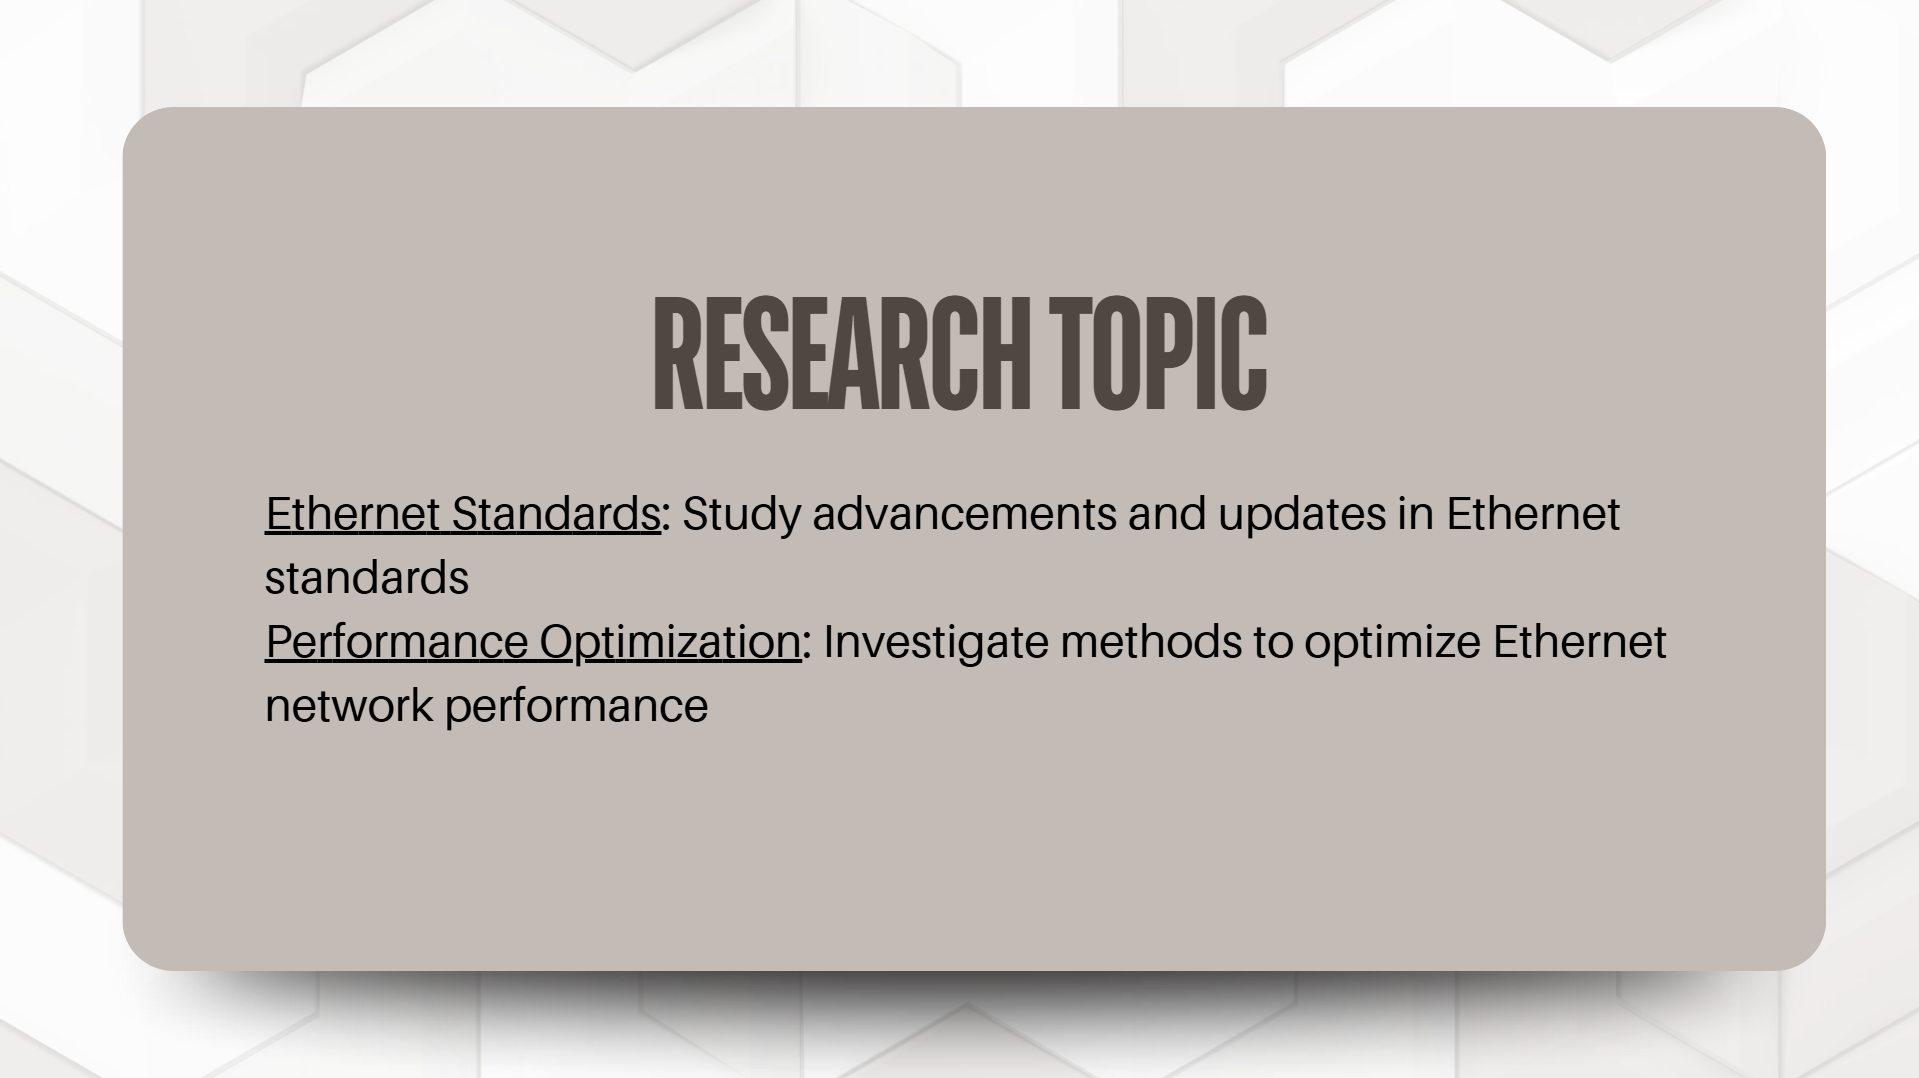 RESEARCH TOPIC
Ethernet Standards: Study advancements and updates in Ethernet
standards
Performance Optimization: Investigate methods to optimize Ethernet
network performance